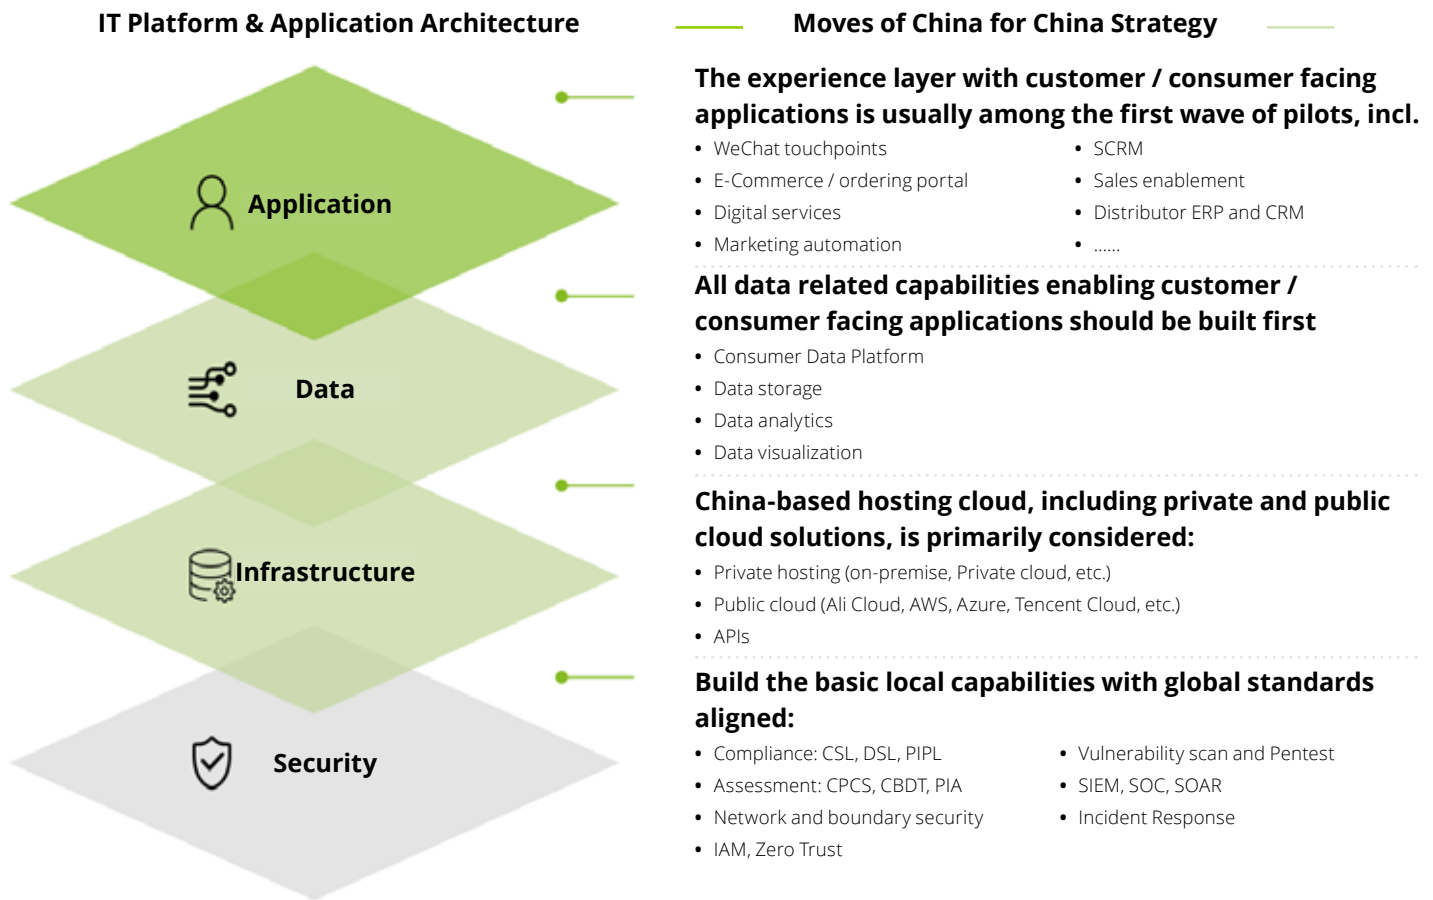 IT Platform & Application Architecture
Moves of China for China Strategy
Application
The experience layer with customer / consumer facing
applications is usually among the first wave of pilots, incl.
• WeChat touchpoints
• E-Commerce / ordering portal
• Digital services
• Marketing automation
• SCRM
• Sales enablement
• Distributor ERP and CRM
• ......
Data
All data related capabilities enabling customer /
consumer facing applications should be built first
• Consumer Data Platform
• Data storage
• Data analytics
• Data visualization
Infrastructure
China-based hosting cloud, including private and public
cloud solutions, is primarily considered:
• Private hosting (on-premise, Private cloud, etc.)
• Public cloud (Ali Cloud, AWS, Azure, Tencent Cloud, etc.)
• APIs
Security
Build the basic local capabilities with global standards
aligned:
• Compliance: CSL, DSL, PIPL
• Assessment: CPCS, CBDT, PIA
• Network and boundary security
• IAM, Zero Trust
• Vulnerability scan and Pentest
• SIEM, SOC, SOAR
• Incident Response